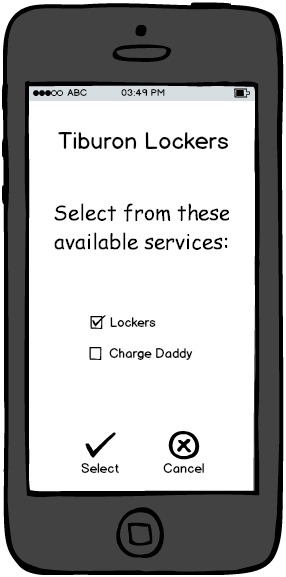 ABC 03:49 PM
Tiburon Lockers
Select from these
available services:
Lockers
Charge Daddy
Select Cancel